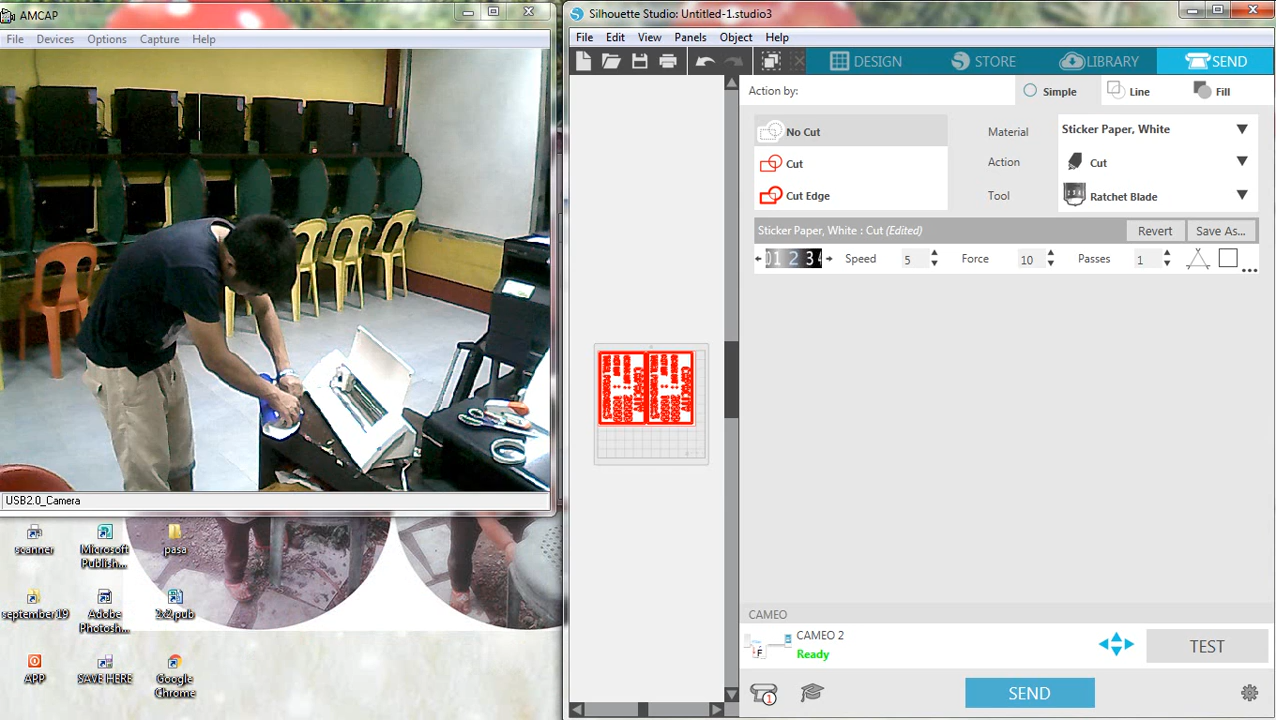 AMCAP
File Devices Options Capture Help
USB2.0_Camera
scanner
Microsoft Publish...
pasa
september19
Adobe Photosh...
2x2.pub
APP
SAVE HERE
Google Chrome
Silhouette Studio: Untitled-1.studio3
File Edit View Panels Object Help
DESIGN STORE LIBRARY SEND
Action by: Simple Line Fill
No Cut
Cut
Cut Edge
Material Sticker Paper, White
Action Cut
Tool Ratchet Blade
Sticker Paper, White : Cut (Edited) Revert Save As...
1 2 3 Speed 5 Force 10 Passes 1
CAMEO
CAMEO 2
Ready
TEST
1
SEND